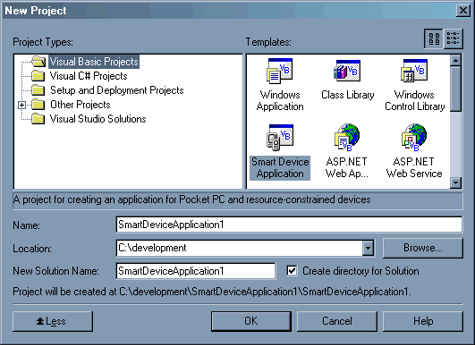 New Project
Project Types:
Templates:
Visual Basic Projects
Visual C# Projects
Setup and Deployment Projects
Other Projects
Visual Studio Solutions
Windows Application
Class Library
Windows Control Library
Smart Device Application
ASP.NET Web Ap...
ASP.NET Web Service
A project for creating an application for Pocket PC and resource-constrained devices
Name:
SmartDeviceApplication1
Location:
C:\development
Browse...
New Solution Name:
SmartDeviceApplication1
Create directory for Solution
Project will be created at C:\development\SmartDeviceApplication1\SmartDeviceApplication1.
Less
OK
Cancel
Help